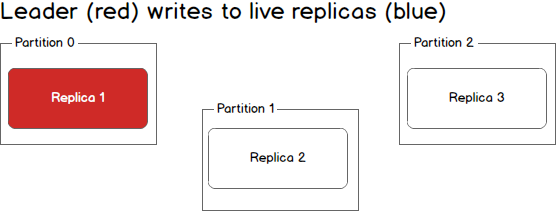 Leader (red) writes to live replicas (blue)
Partition 0
Replica 1
Partition 1
Replica 2
Partition 2
Replica 3